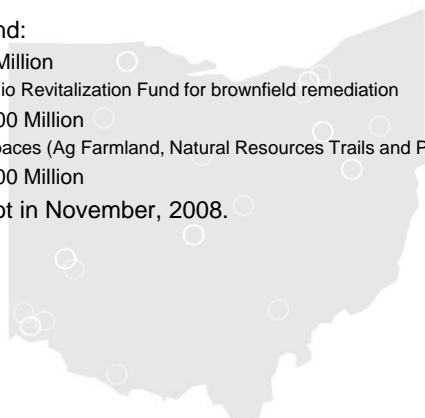 nd:
Million
io Revitalization Fund for brownfield remediation
00 Million
paces (Ag Farmland, Natural Resources Trails and P
00 Million
ot in November, 2008.